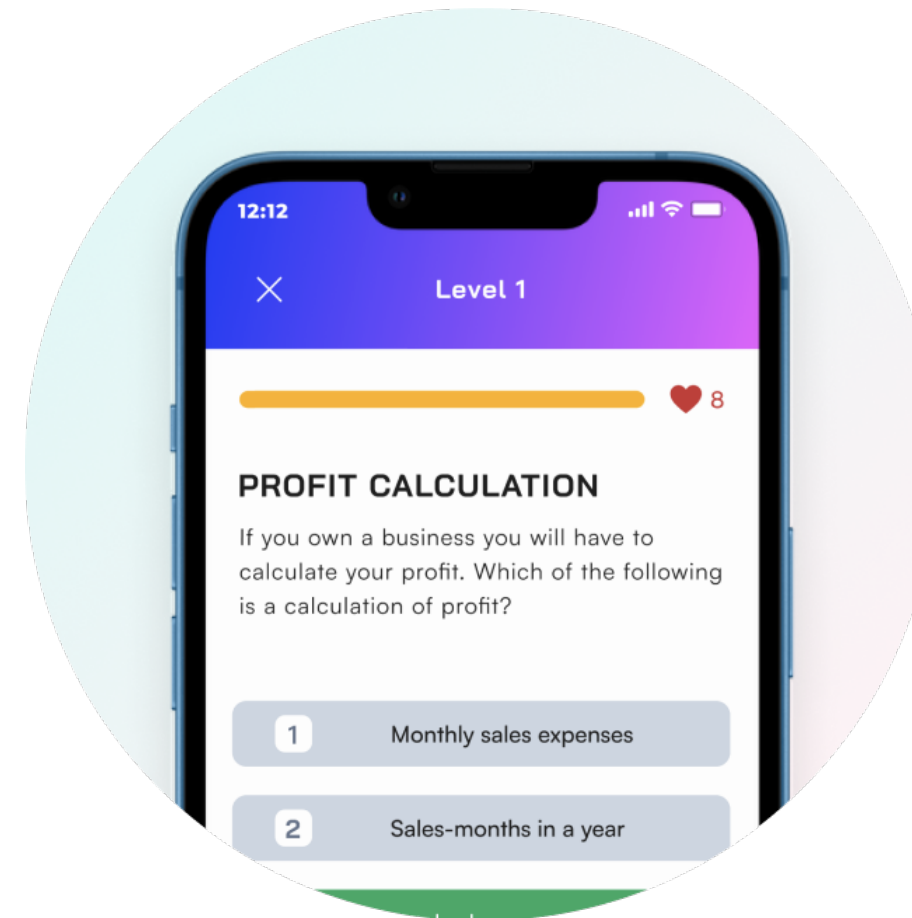 12:12
Level 1
8
PROFIT CALCULATION
If you own a business you will have to
calculate your profit. Which of the following
is a calculation of profit?
1 Monthly sales expenses
2 Sales-months in a year